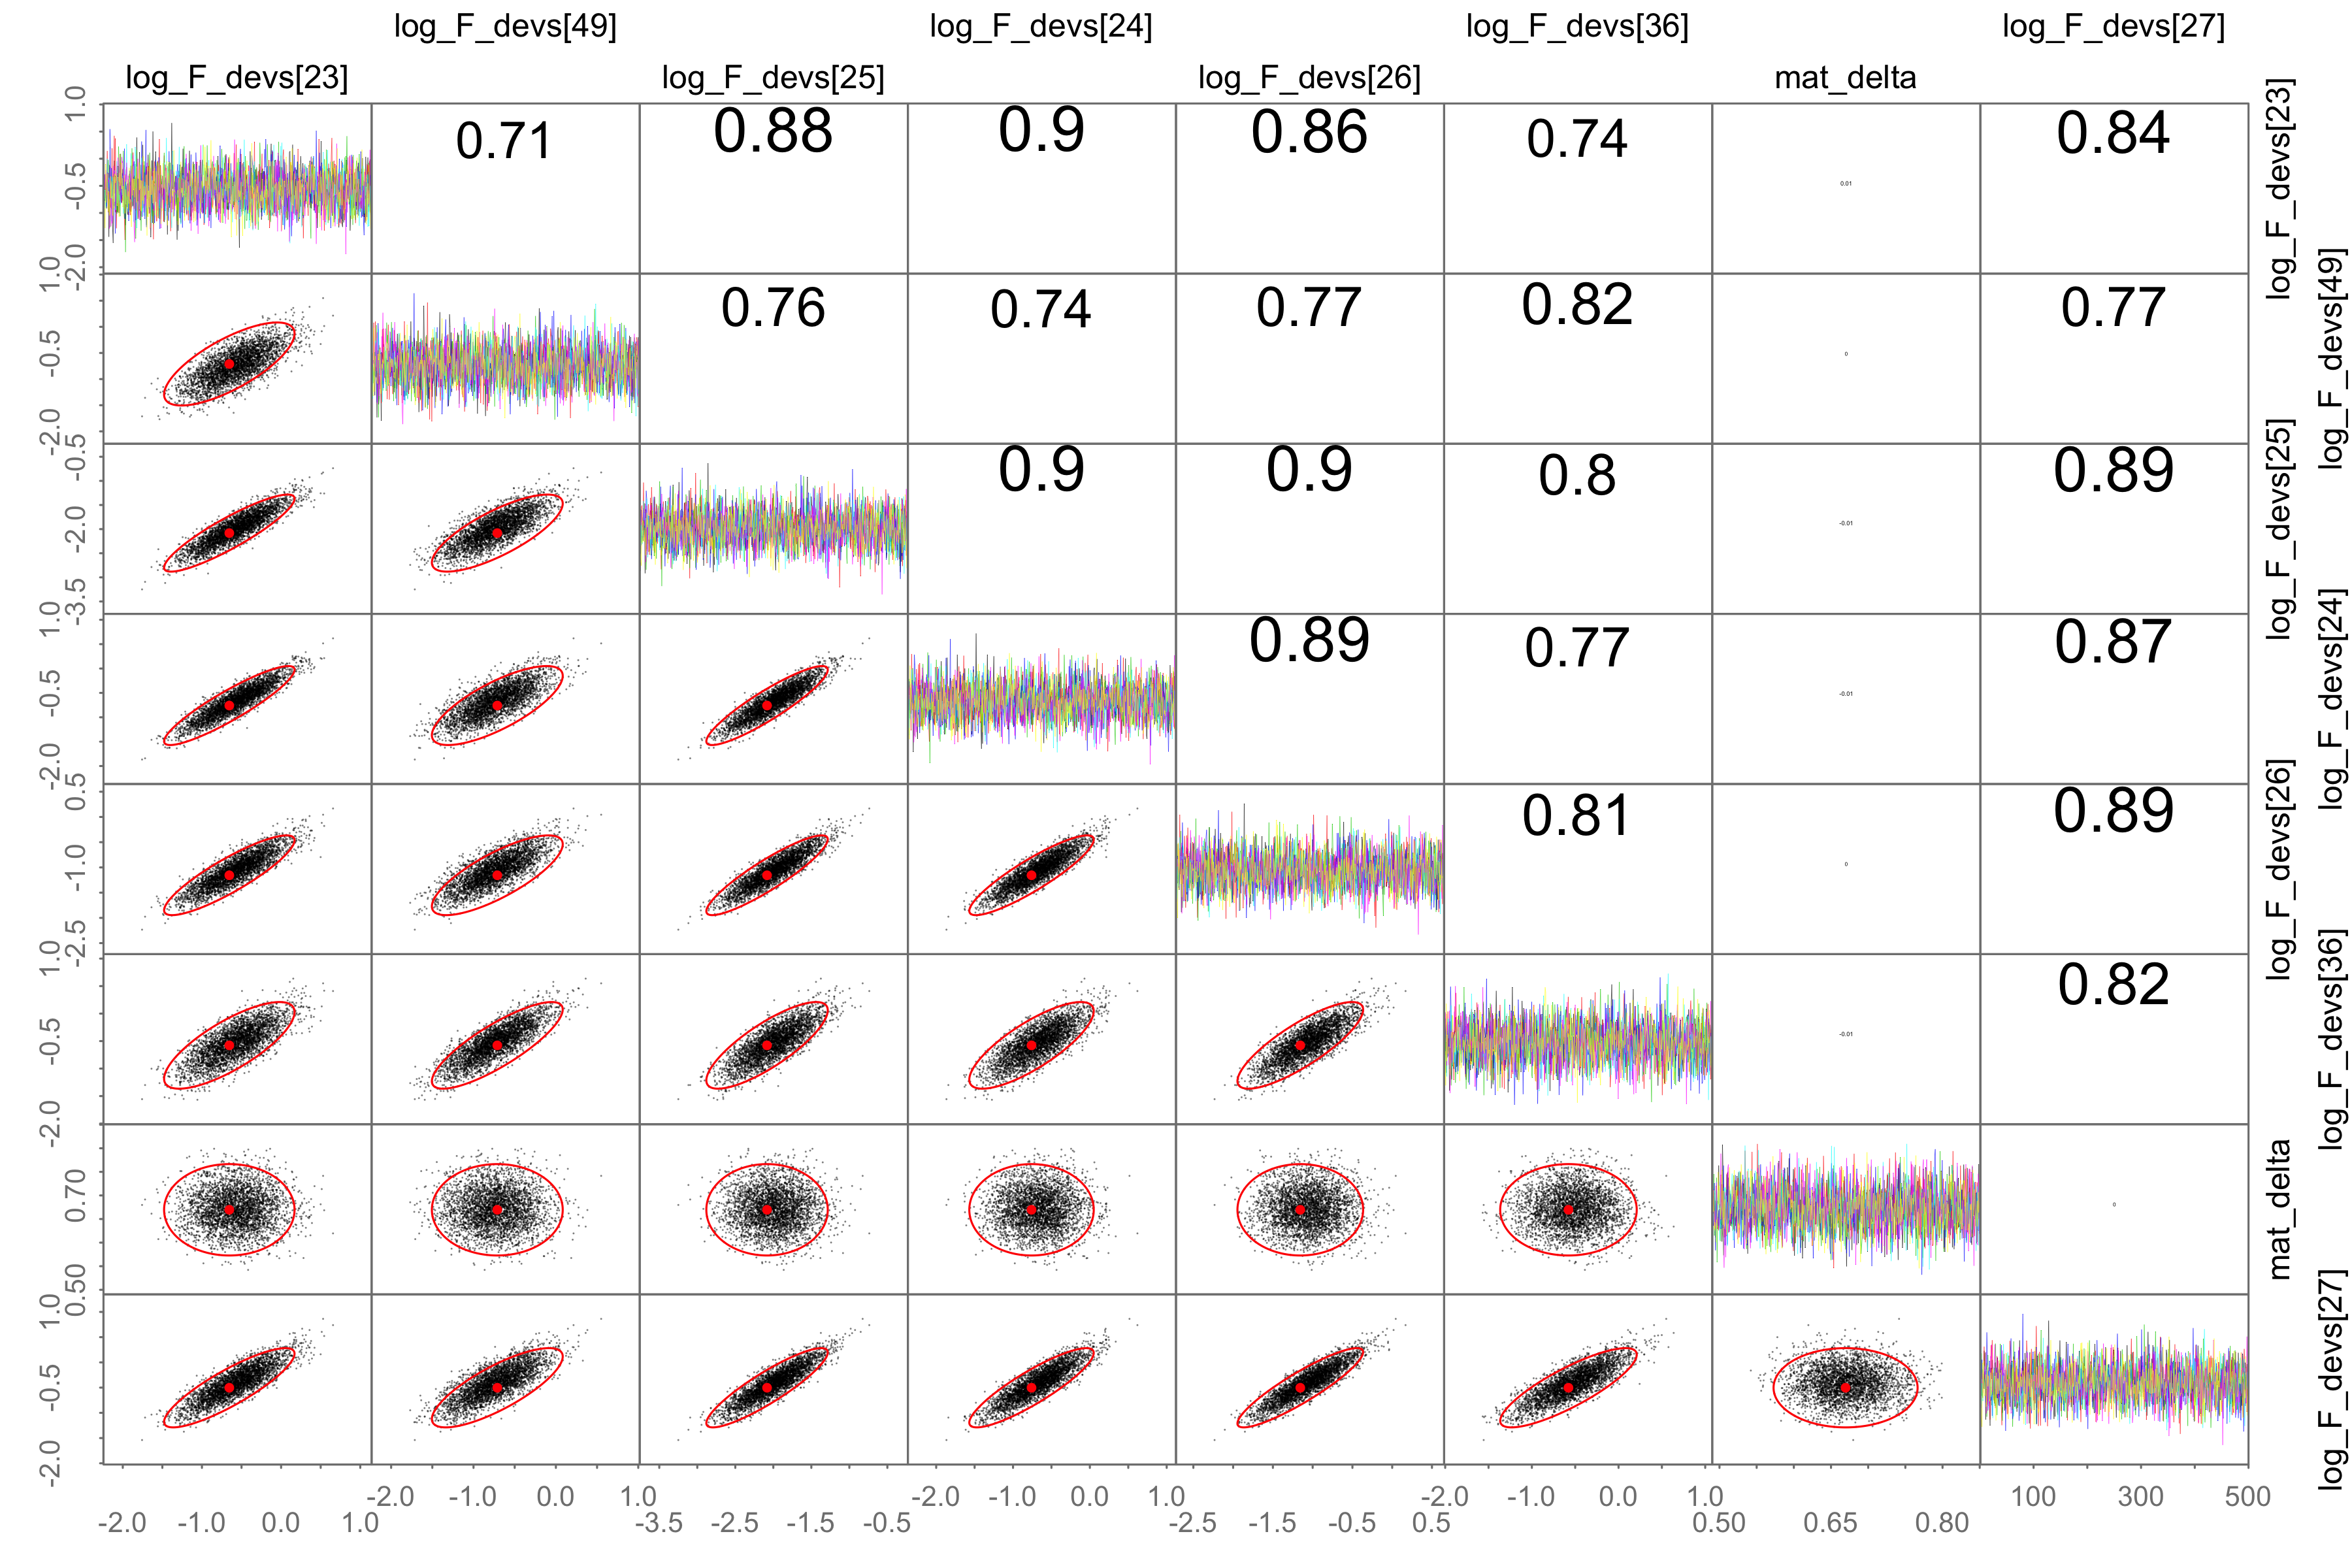 log_F_devs[49] log_F_devs[24] log_F_devs[36] log_F_devs[27]
log_F_devs[23] log_F_devs[25] log_F_devs[26] mat_delta
1.0 -0.5 -2.0 0.71 0.88 0.9 0.86 0.74 0.01 0.84 log_F_devs[23]
1.0 -0.5 -2.0 0.76 0.74 0.77 0.82 0 0.77 log_F_devs[49]
-0.5 -2.0 -3.5 0.9 0.9 0.8 -0.01 0.89 log_F_devs[25]
1.0 -0.5 -2.0 0.89 0.77 -0.01 0.87 log_F_devs[24]
0.5 -1.0 -2.5 0.81 0 0.89 log_F_devs[26]
1.0 -0.5 -2.0 -0.01 0.82 log_F_devs[36]
0.70 0.50 0 mat_delta
1.0 -0.5 -2.0 log_F_devs[27]
-2.0 -1.0 0.0 1.0 -2.0 -1.0 0.0 1.0 -2.0 -1.0 0.0 1.0 100 300 500
-2.0 -1.0 0.0 1.0 -3.5 -2.5 -1.5 -0.5 -2.5 -1.5 -0.5 0.5 0.50 0.65 0.80